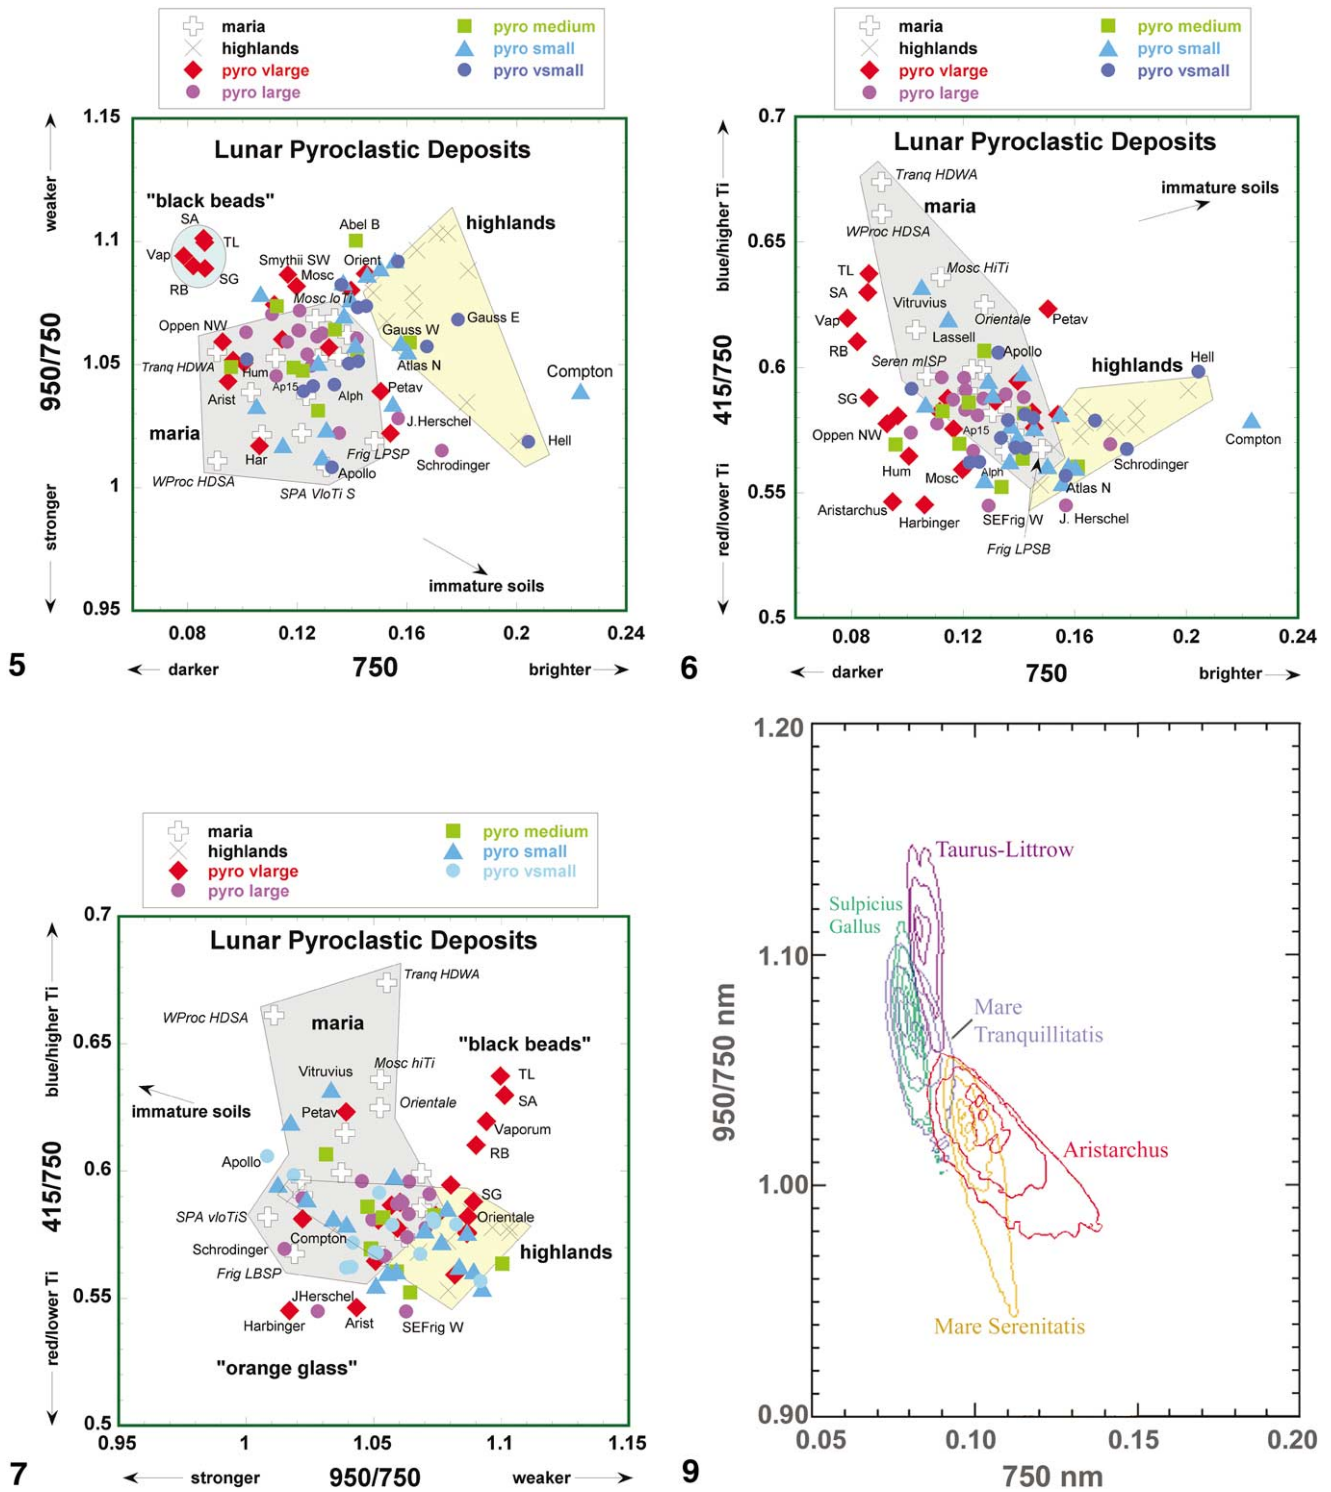 maria
highlands
pyro vlarge
pyro large
pyro medium
pyro small
pyro vsmall
1.15
1.1
1.05
1
0.95
weaker
950/750
stronger
Lunar Pyroclastic Deposits
"black beads"
SA
TL
Vap
SG
RB
Abel B
highlands
Smythii SW
Orient
Mosc
Mosc loTi
Oppen NW
Gauss W
Gauss E
Tranq HDWA
Hum
Atlas N
Compton
Arist
Ap15
Alph
Petav
maria
J.Herschel
Har
Frig LPSP
Hell
WProc HDSA
Apollo
Schrodinger
SPA VloTi S
immature soils
0.08
0.12
0.16
0.2
0.24
5
darker
750
brighter
maria
highlands
pyro vlarge
pyro large
pyro medium
pyro small
pyro vsmall
0.7
0.65
0.6
0.55
0.5
blue/higher Ti
415/750
red/lower Ti
Lunar Pyroclastic Deposits
Tranq HDWA
immature soils
maria
WProc HDSA
TL
Mosc HiTi
SA
Vitruvius
Vap
Orientale
Petav
RB
Lassell
Seren mISP
Apollo
highlands
Hell
SG
Oppen NW
Ap15
Compton
Hum
Mosc
Alph
Schrodinger
Atlas N
Aristarchus
Harbinger
SEFrig W
J. Herschel
Frig LPSB
0.08
0.12
0.16
0.2
0.24
6
darker
750
brighter
maria
highlands
pyro vlarge
pyro large
pyro medium
pyro small
pyro vsmall
0.7
0.65
0.6
0.55
0.5
blue/higher Ti
415/750
red/lower Ti
Lunar Pyroclastic Deposits
Tranq HDWA
WProc HDSA
maria
"black beads"
Vitruvius
Mosc hiTi
TL
immature soils
Petav
Orientale
SA
Vaporum
Apollo
RB
SG
SPA vloTiS
Orientale
Compton
Schrodinger
highlands
Frig LBSP
JHerschel
Harbinger
Arist
SEFrig W
"orange glass"
0.95
1
1.05
1.1
1.15
7
stronger
950/750
weaker
1.20
1.10
1.00
0.90
950/750 nm
Taurus-Littrow
Sulpicius
Gallus
Mare
Tranquillitatis
Aristarchus
Mare Serenitatis
0.05
0.10
0.15
0.20
9
750 nm